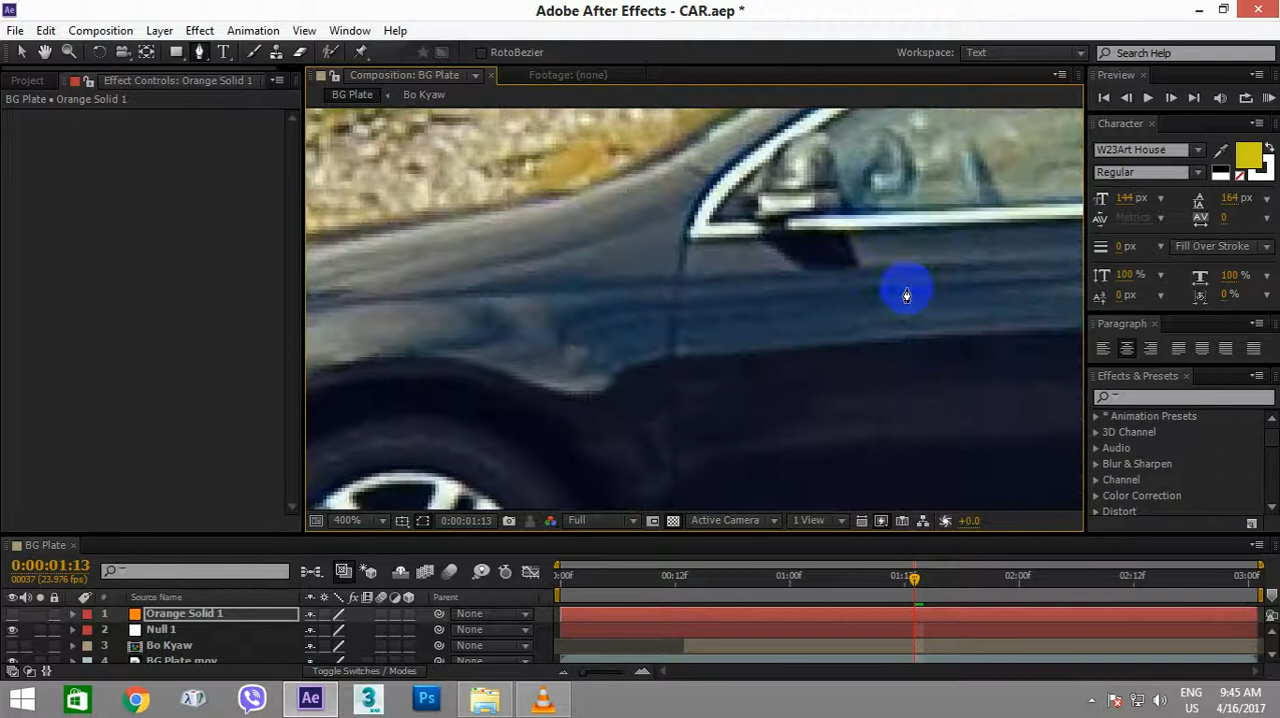 Ae Adobe After Effects - CAR.aep *
File Edit Composition Layer Effect Animation View Window Help
RotoBezier Workspace: Text Search Help
Project Effect Controls: Orange Solid 1 Composition: BG Plate Footage: (none) Preview
BG Plate • Orange Solid 1
BG Plate Bo Kyaw
Character
W23Art House
Regular
144 px 164 px
Metrics 0
0 px Fill Over Stroke
100 % 100 %
0 px 0 %
Paragraph
Effects & Presets
* Animation Presets
3D Channel
Audio
Blur & Sharpen
Channel
Color Correction
Distort
400% 0:00:01:13 Full Active Camera 1 View +0.0
BG Plate
0:00:01:13
00037 (23.976 fps)
:00f 00:12f 01:00f 01:12f 02:00f 02:12f 03:00f
# Source Name fx Parent
1 Orange Solid 1 None
2 Null 1 None
3 Bo Kyaw None
4 BG Plate.mov None
Toggle Switches / Modes
Ae 3 MAX Ps ENG 9:45 AM
US 4/16/2017